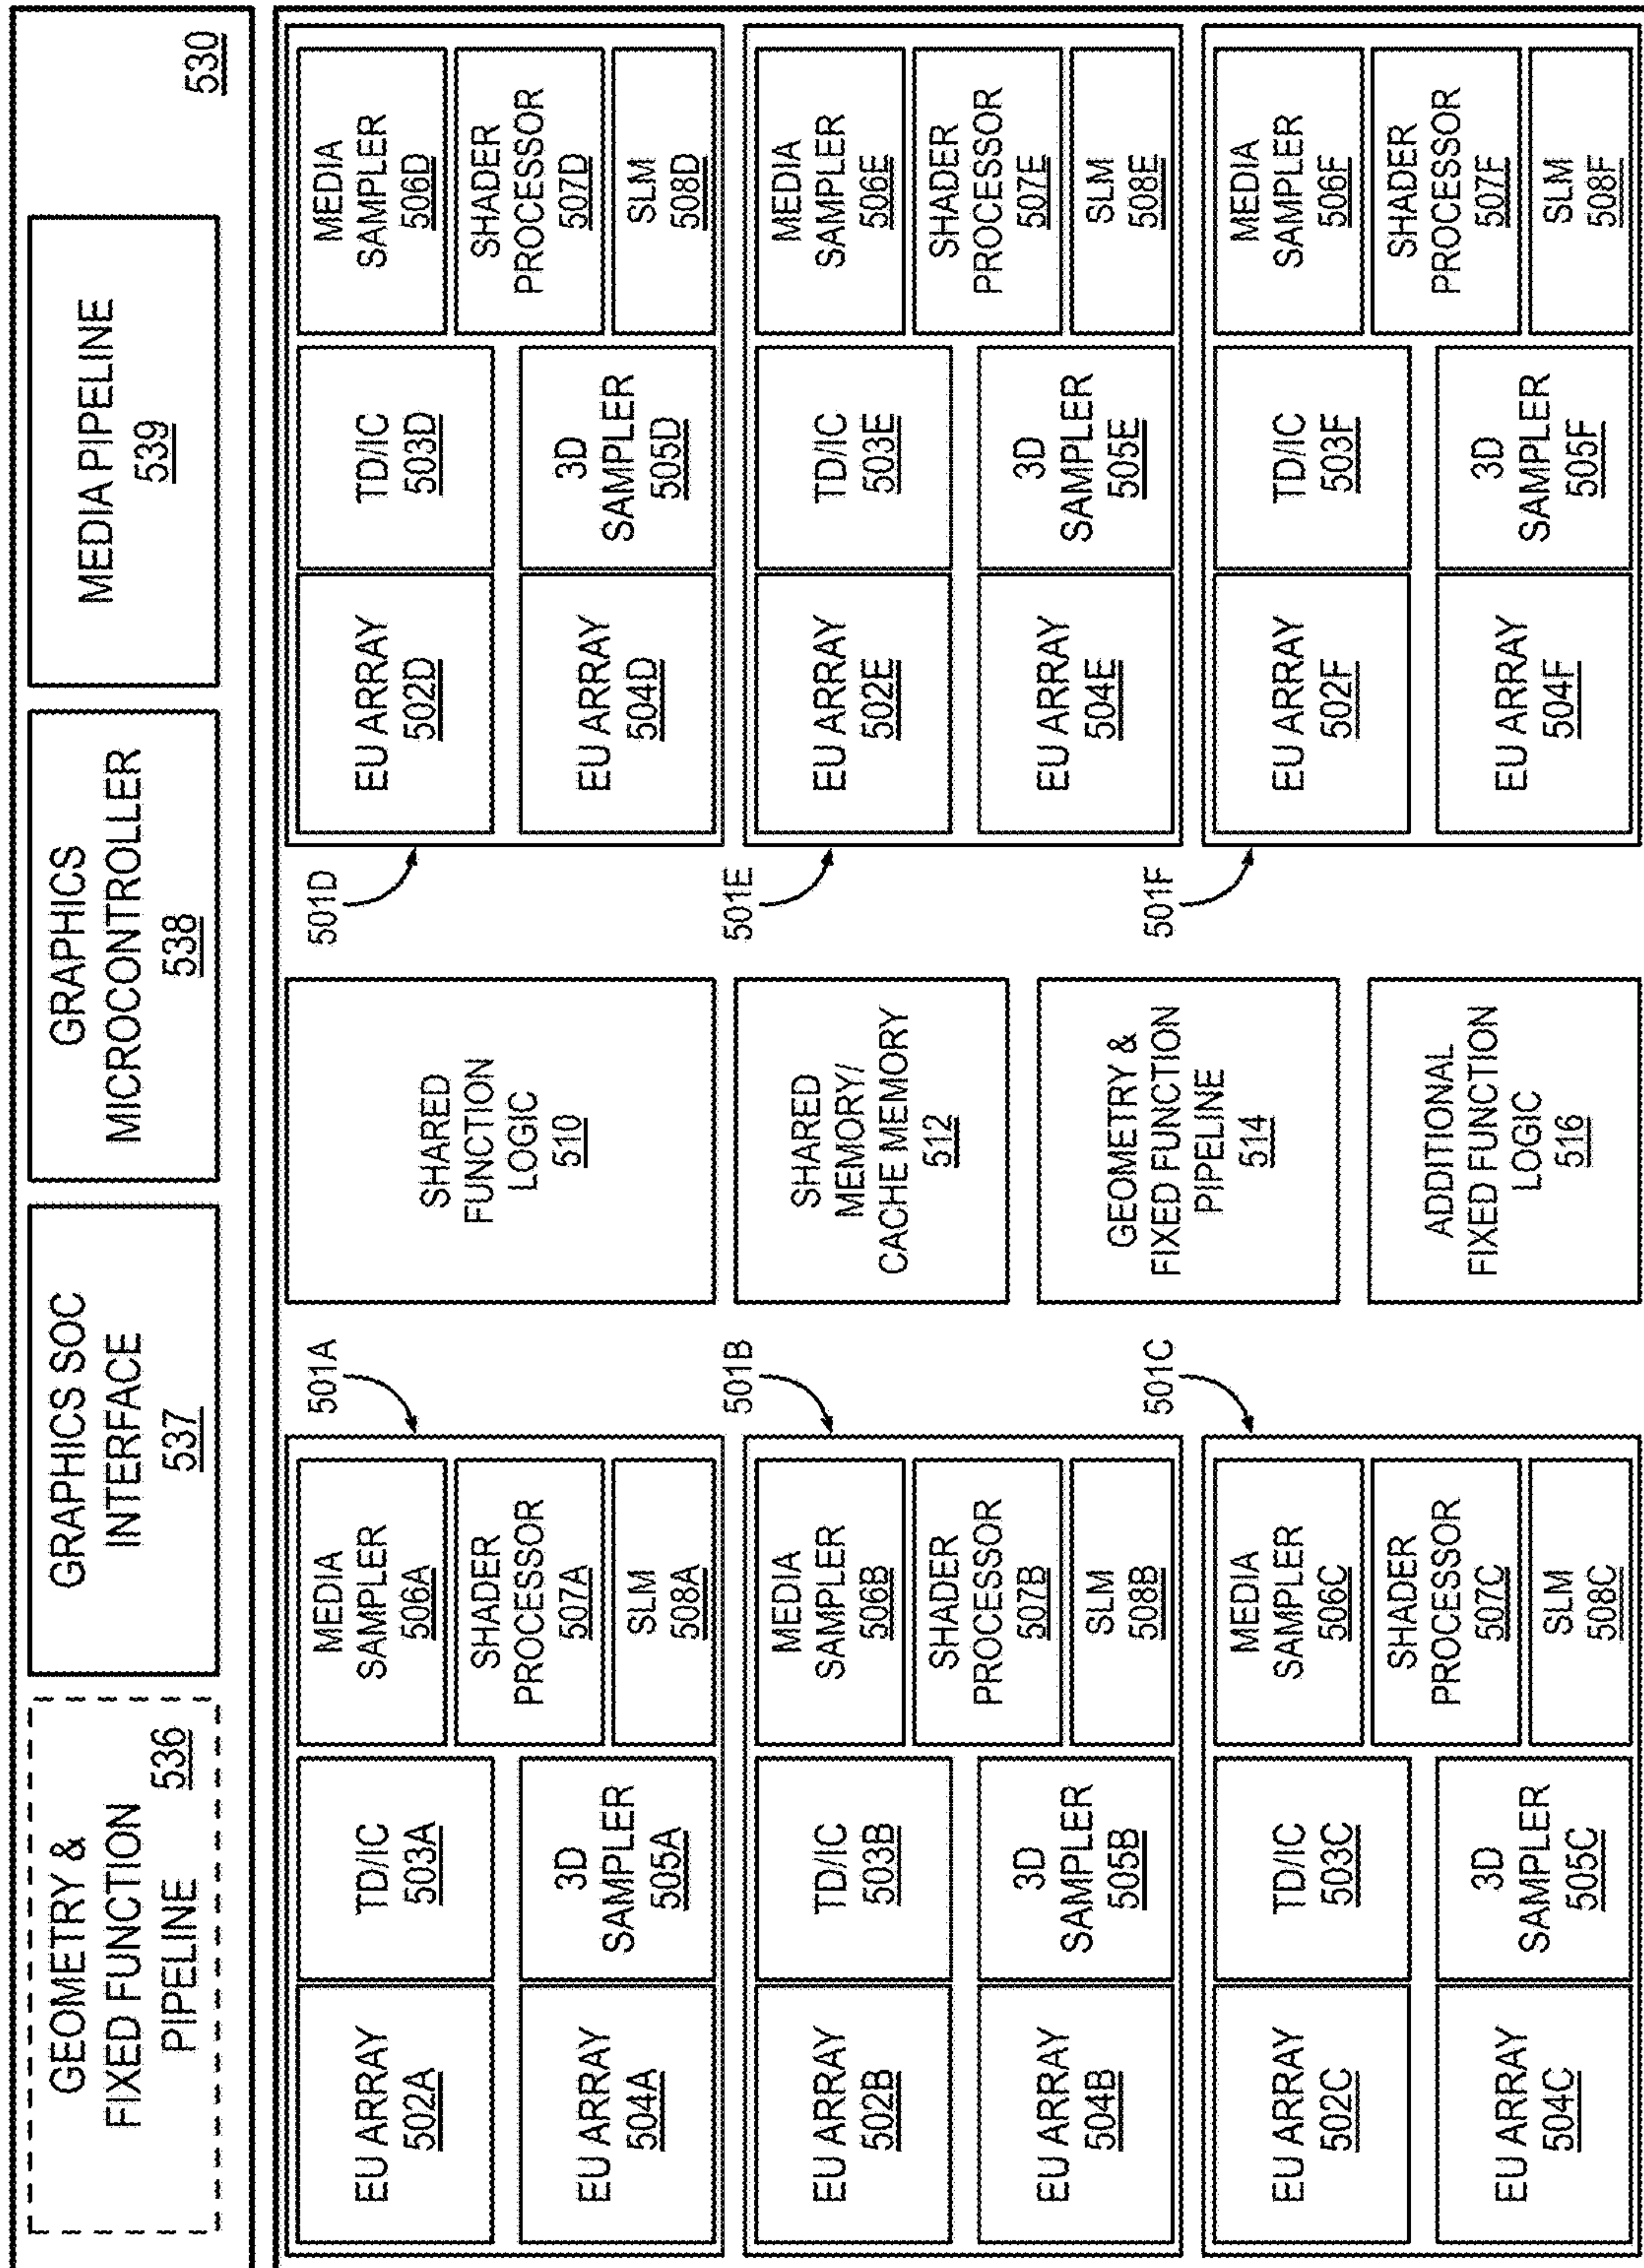 GEOMETRY &
FIXED FUNCTION
PIPELINE
536
GRAPHICS SOC
INTERFACE
537
GRAPHICS
MICROCONTROLLER
538
MEDIA PIPELINE
539
530
501A
EU ARRAY
502A
TD/IC
503A
MEDIA
SAMPLER
506A
SHADER
PROCESSOR
507A
EU ARRAY
504A
3D
SAMPLER
505A
SLM
508A
SHARED
FUNCTION
LOGIC
510
501D
EU ARRAY
502D
TD/IC
503D
MEDIA
SAMPLER
506D
SHADER
PROCESSOR
507D
EU ARRAY
504D
3D
SAMPLER
505D
SLM
508D
501B
EU ARRAY
502B
TD/IC
503B
MEDIA
SAMPLER
506B
SHADER
PROCESSOR
507B
EU ARRAY
504B
3D
SAMPLER
505B
SLM
508B
SHARED
MEMORY/
CACHE MEMORY
512
501E
EU ARRAY
502E
TD/IC
503E
MEDIA
SAMPLER
506E
SHADER
PROCESSOR
507E
EU ARRAY
504E
3D
SAMPLER
505E
SLM
508E
GEOMETRY &
FIXED FUNCTION
PIPELINE
514
501C
EU ARRAY
502C
TD/IC
503C
MEDIA
SAMPLER
506C
SHADER
PROCESSOR
507C
EU ARRAY
504C
3D
SAMPLER
505C
SLM
508C
ADDITIONAL
FIXED FUNCTION
LOGIC
516
501F
EU ARRAY
502F
TD/IC
503F
MEDIA
SAMPLER
506F
SHADER
PROCESSOR
507F
EU ARRAY
504F
3D
SAMPLER
505F
SLM
508F